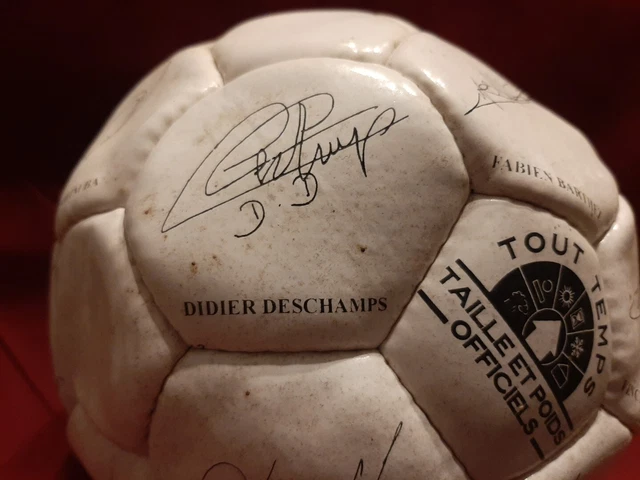 D.D
DIDIER DESCHAMPS
FABIEN BARTHEZ
TOUT TEMPS
TAILLE ET POIDS
OFFICIELS